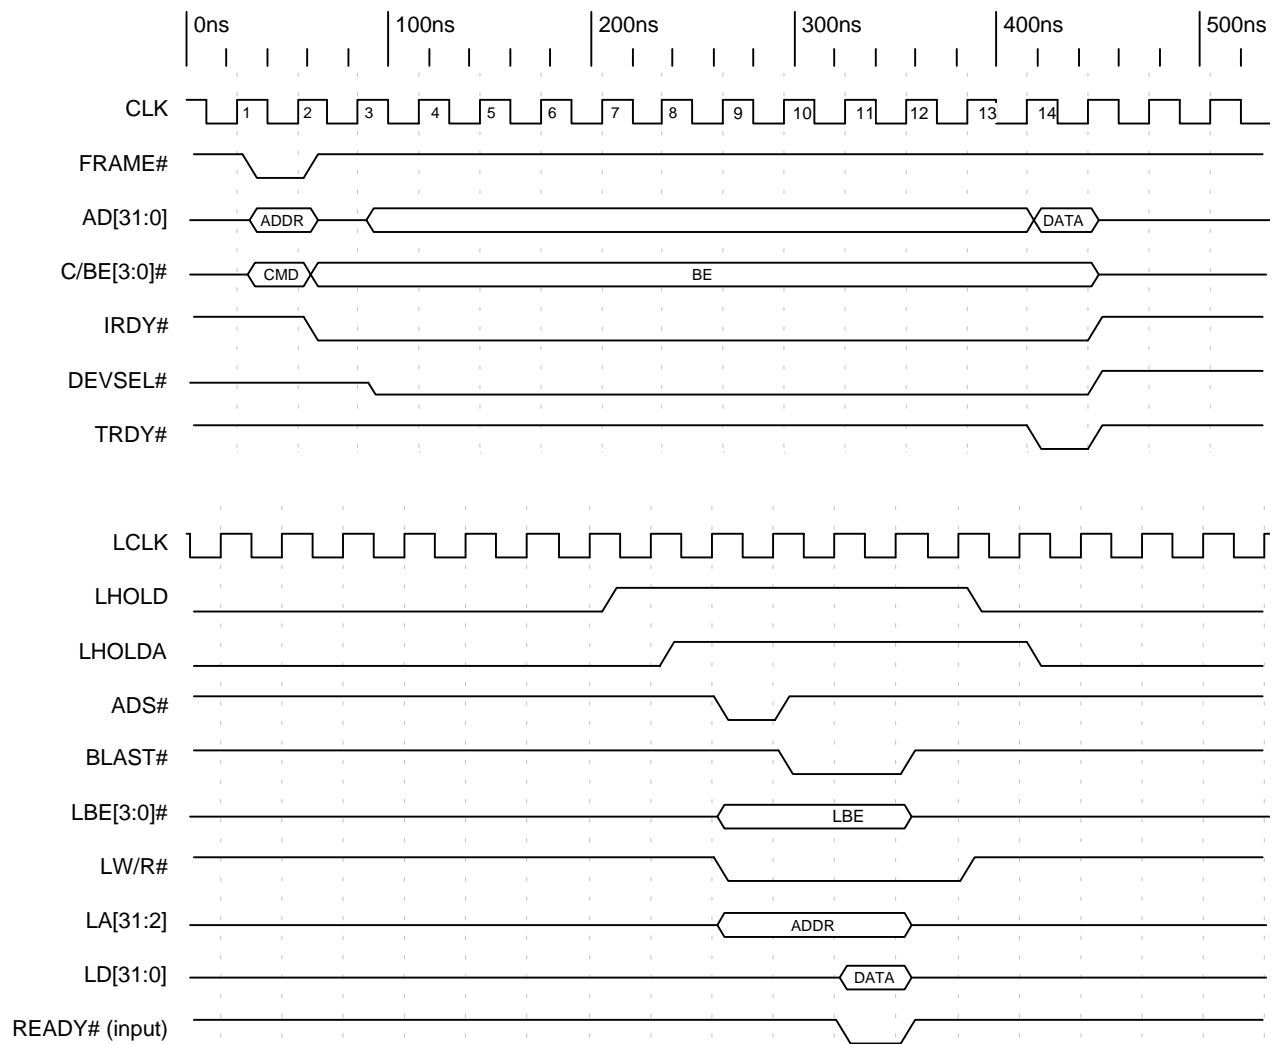 0ns 100ns 200ns 300ns 400ns 500ns
CLK 1 2 3 4 5 6 7 8 9 10 11 12 13 14
FRAME#
AD[31:0] ADDR DATA
C/BE[3:0]# CMD BE
IRDY#
DEVSEL#
TRDY#
LCLK
LHOLD
LHOLDA
ADS#
BLAST#
LBE[3:0]# LBE
LW/R#
LA[31:2] ADDR
LD[31:0] DATA
READY# (input)